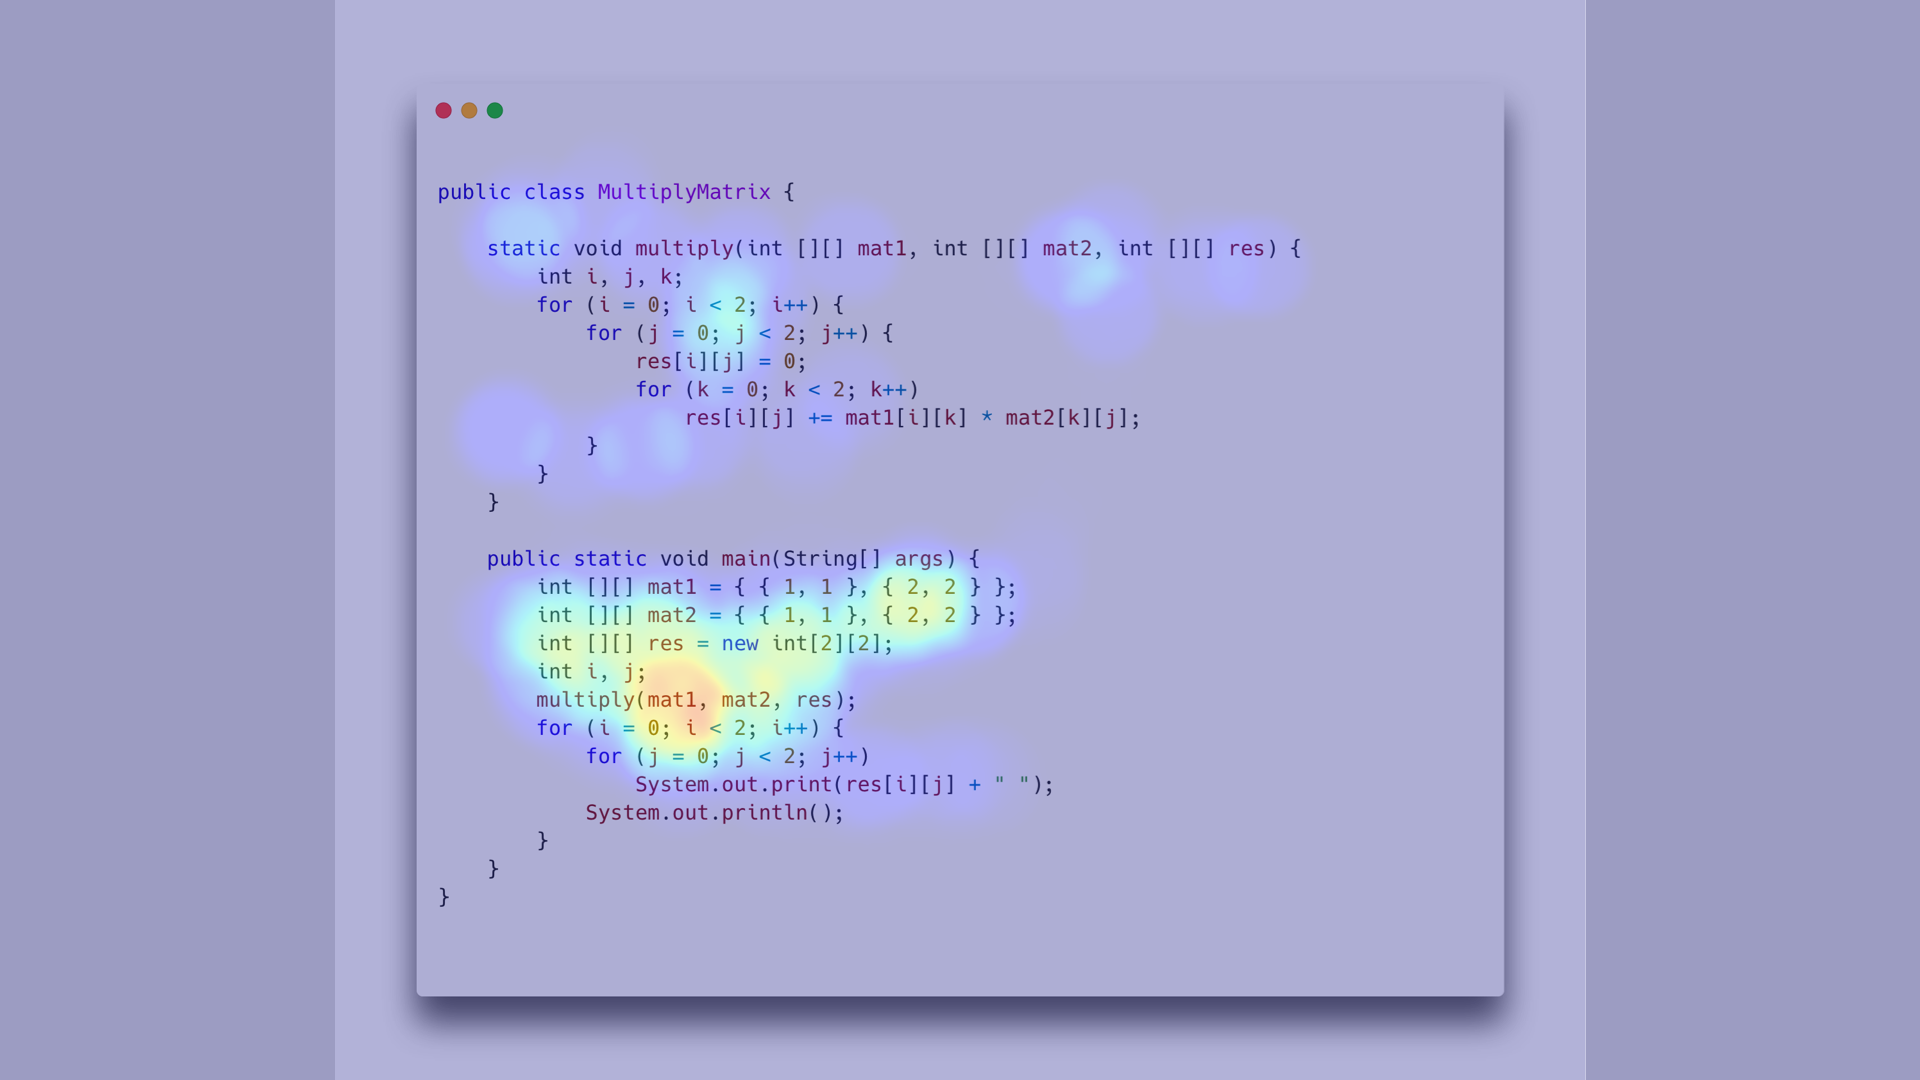 public class MultiplyMatrix {
static void multiply(int [][] mat1, int [][] mat2, int [][] res) {
int i, j, k;
for (i = 0; i < 2; i++) {
for (j = 0; j < 2; j++) {
res[i][j] = 0;
for (k = 0; k < 2; k++)
res[i][j] += mat1[i][k] * mat2[k][j];
}
}
}
public static void main(String[] args) {
int [][] mat1 = { { 1, 1 }, { 2, 2 } };
int [][] mat2 = { { 1, 1 }, { 2, 2 } };
int [][] res = new int[2][2];
int i, j;
multiply(mat1, mat2, res);
for (i = 0; i < 2; i++) {
for (j = 0; j < 2; j++)
System.out.print(res[i][j] + " ");
System.out.println();
}
}
}